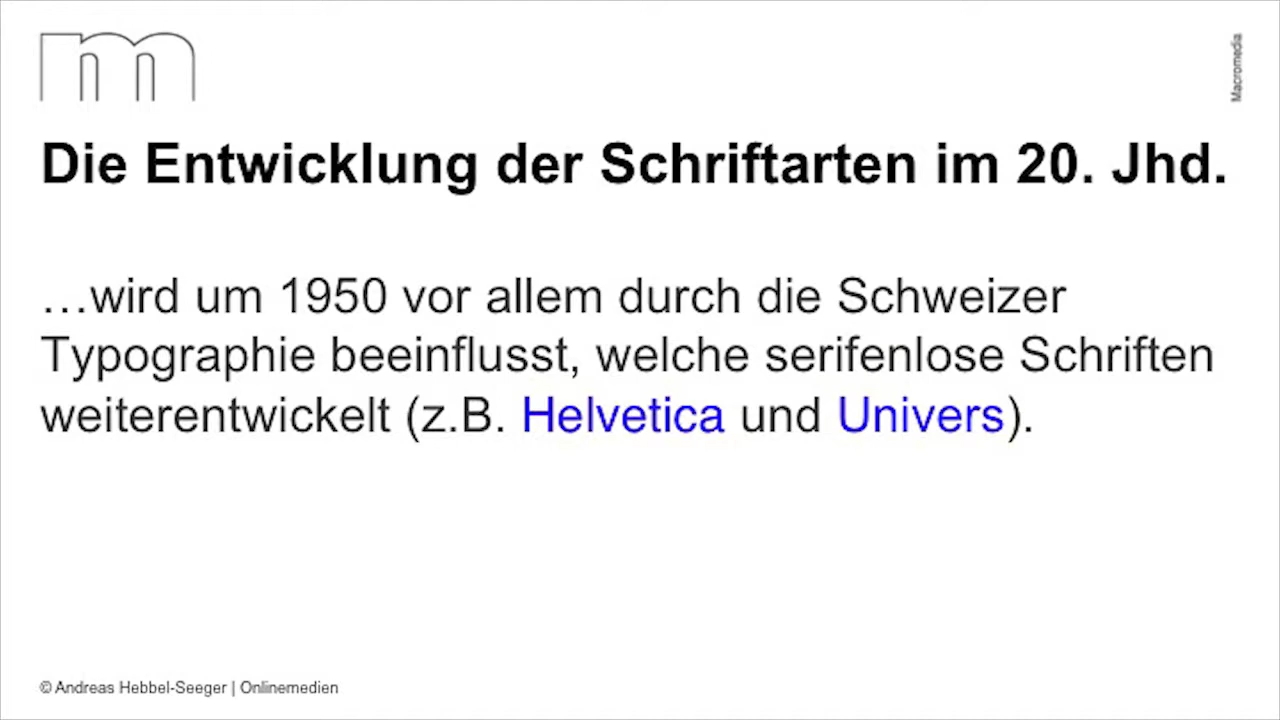 m
Macromedia
Die Entwicklung der Schriftarten im 20. Jhd.
…wird um 1950 vor allem durch die Schweizer
Typographie beeinflusst, welche serifenlose Schriften
weiterentwickelt (z.B. Helvetica und Univers).
© Andreas Hebbel-Seeger | Onlinemedien